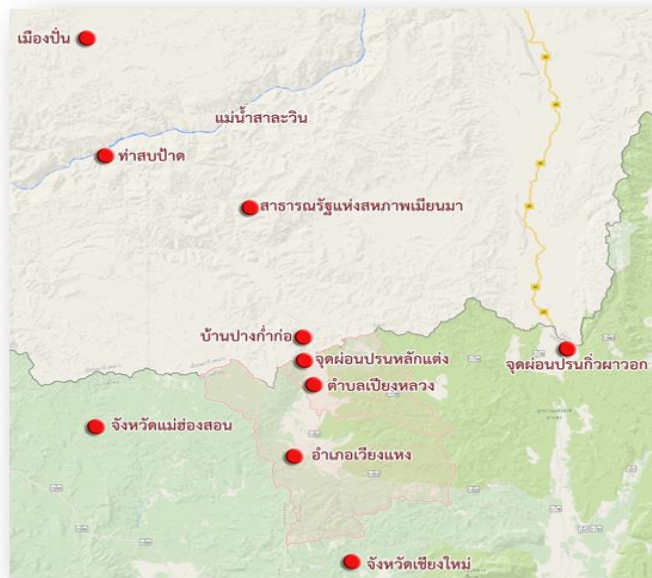 เมืองปั่น
แม่น้ำสาละวิน
ท่าสบป้าด
สาธารณรัฐแห่งสหภาพเมียนมา
บ้านปางก่ำก่อ
จุดผ่อนปรนหลักแต่ง
จุดผ่อนปรนกิ่วผาวอก
ตำบลเปียงหลวง
จังหวัดแม่ฮ่องสอน
อำเภอเวียงแหง
จังหวัดเชียงใหม่